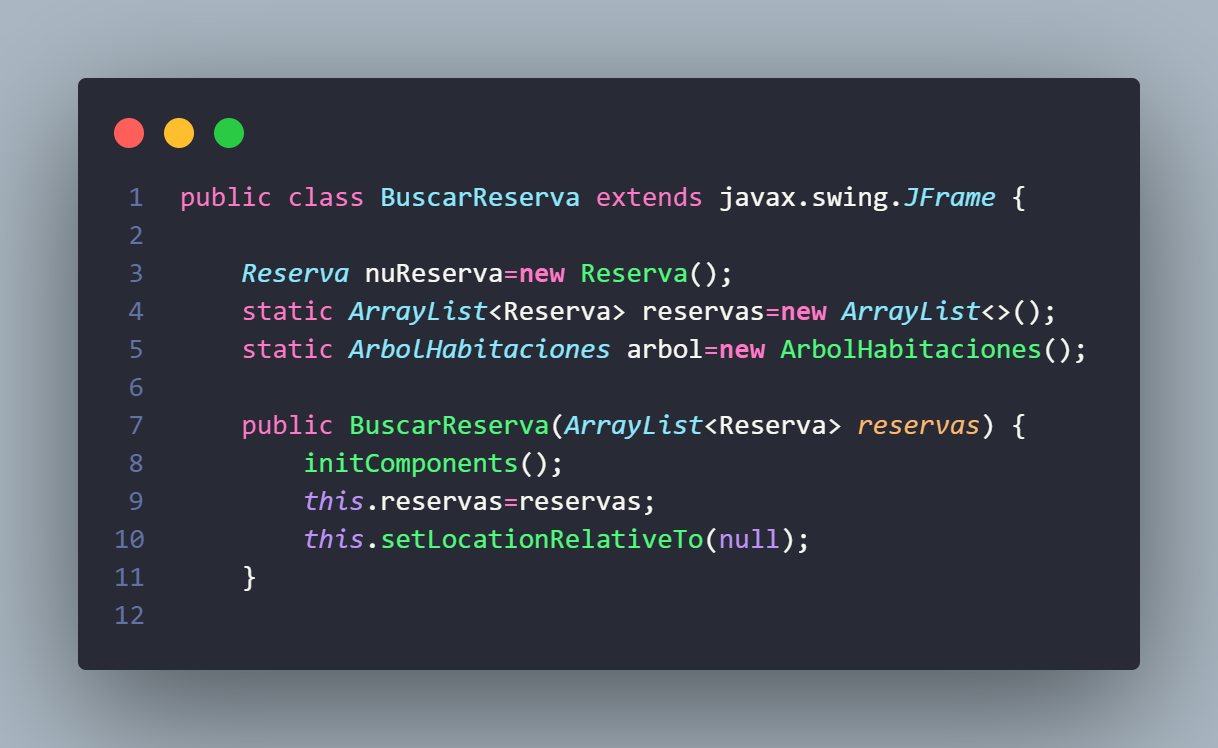 1 public class BuscarReserva extends javax.swing.JFrame {
2
3     Reserva nuReserva=new Reserva();
4     static ArrayList<Reserva> reservas=new ArrayList<>();
5     static ArbolHabitaciones arbol=new ArbolHabitaciones();
6
7     public BuscarReserva(ArrayList<Reserva> reservas) {
8         initComponents();
9         this.reservas=reservas;
10         this.setLocationRelativeTo(null);
11     }
12